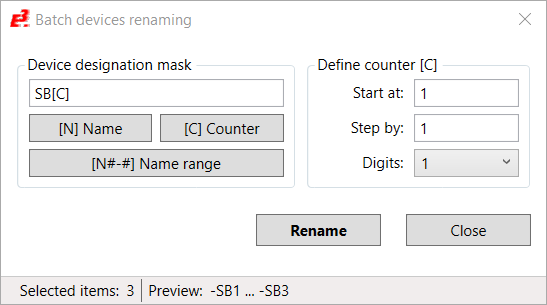 E³
Batch devices renaming
Device designation mask
SB[C]
[N] Name
[C] Counter
[N#-#] Name range
Define counter [C]
Start at: 1
Step by: 1
Digits: 1
Rename
Close
Selected items: 3
Preview: -SB1 ... -SB3